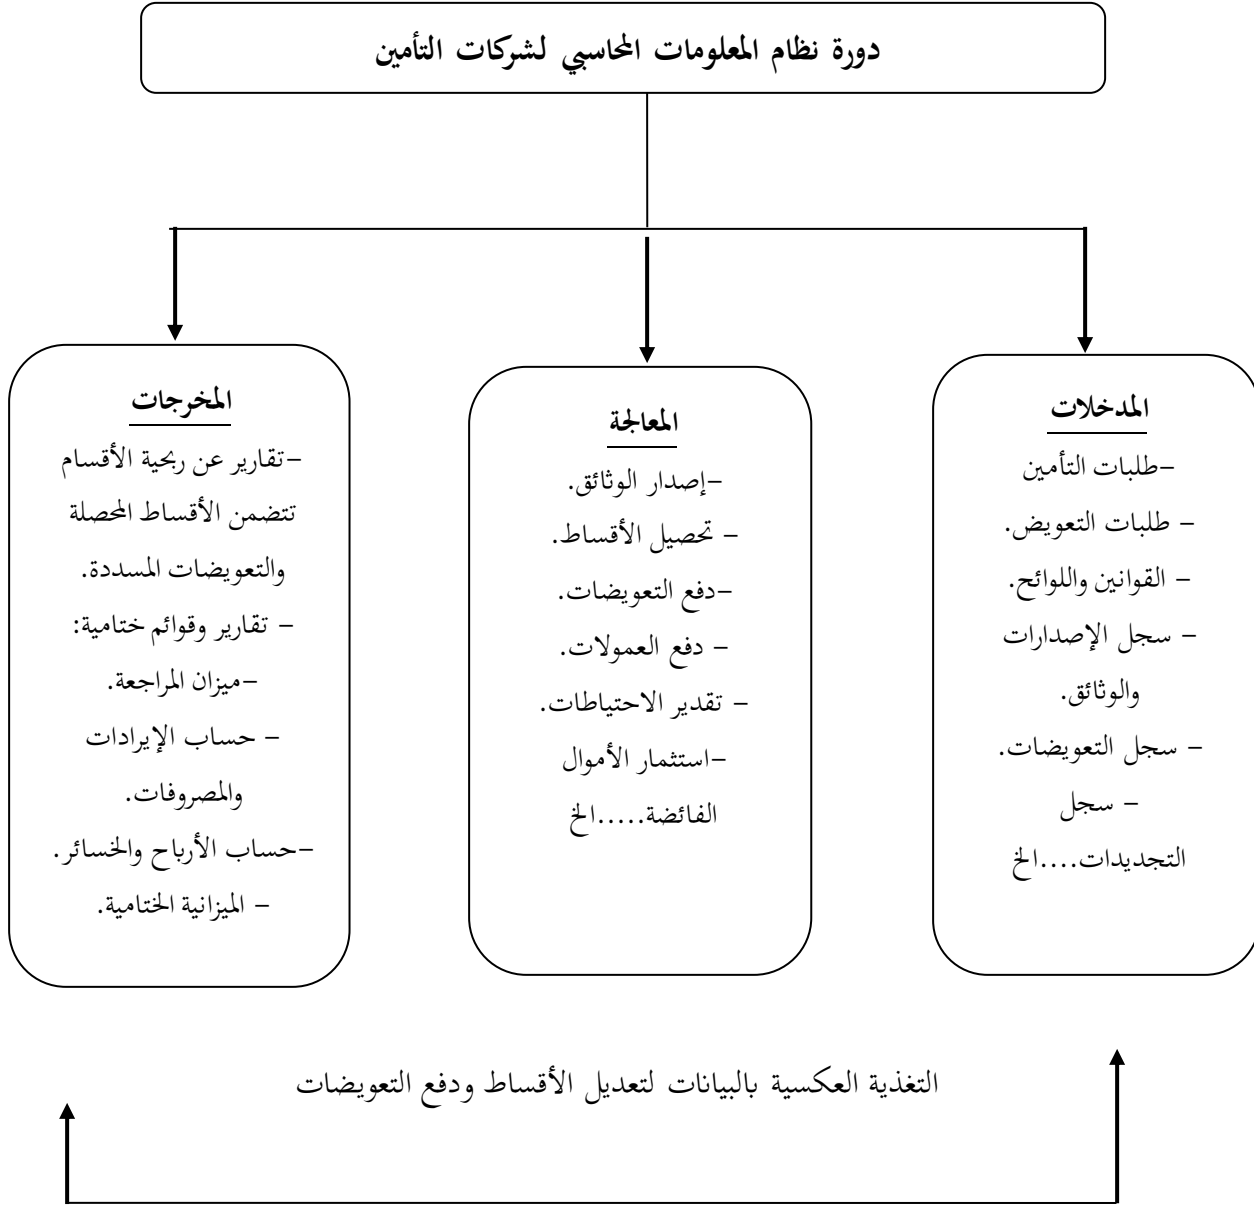 دورة نظام المعلومات المحاسبي لشركات التأمين
المدخلات
–طلبات التأمين
– طلبات التعويض.
– القوانين واللوائح.
– سجل الإصدارات
والوثائق.
– سجل التعويضات.
– سجل
التجديدات....الخ
المعالجة
–إصدار الوثائق.
– تحصيل الأقساط.
–دفع التعويضات.
– دفع العمولات.
– تقدير الاحتياطات.
–استثمار الأموال
الفائضة.....الخ
المخرجات
–تقارير عن ربحية الأقسام
تتضمن الأقساط المحصلة
والتعويضات المسددة.
– تقارير وقوائم ختامية:
–ميزان المراجعة.
– حساب الإيرادات
والمصروفات.
–حساب الأرباح والخسائر.
– الميزانية الختامية.
التغذية العكسية بالبيانات لتعديل الأقساط ودفع التعويضات